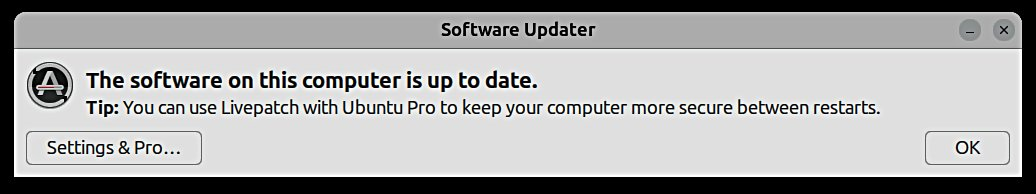 Software Updater
The software on this computer is up to date.
Tip: You can use Livepatch with Ubuntu Pro to keep your computer more secure between restarts.
Settings & Pro…
OK